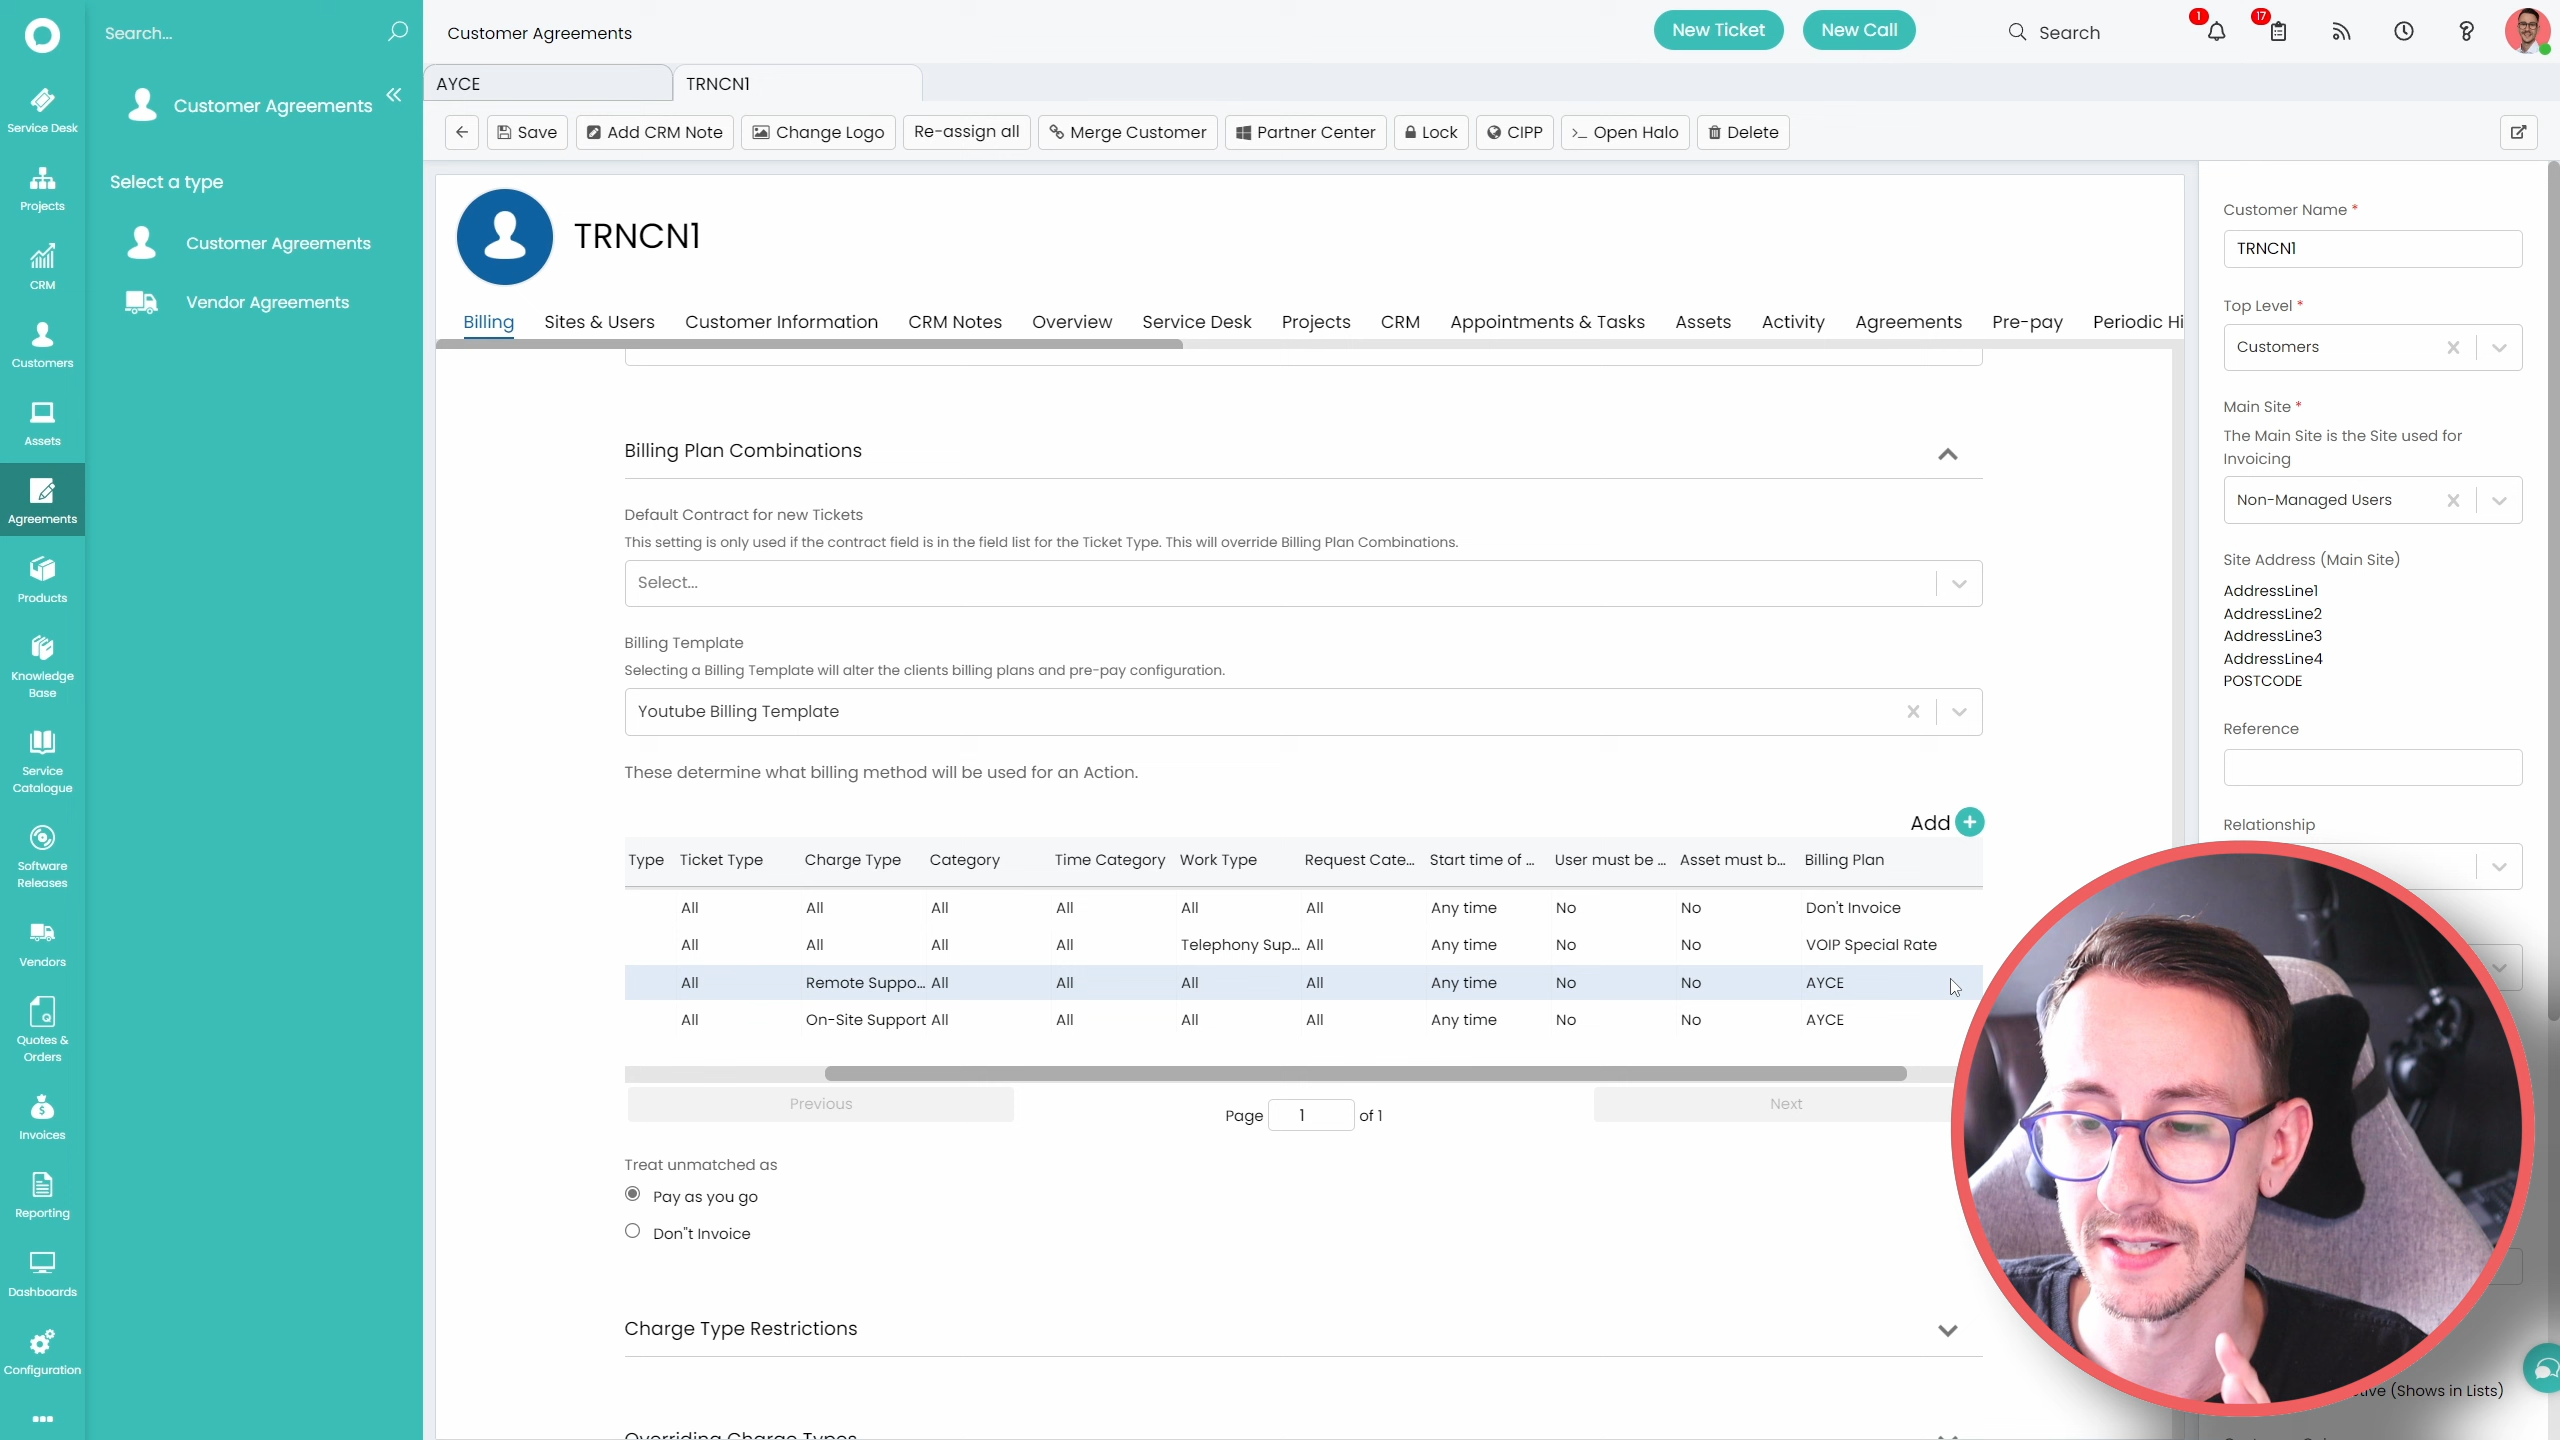 Search...
Customer Agreements
New Ticket
New Call
Search
1
17
AYCE
TRNCN1
Service Desk
Customer Agreements
Save
Add CRM Note
Change Logo
Re-assign all
Merge Customer
Partner Center
Lock
CIPP
Open Halo
Delete
Projects
Select a type
Customer Agreements
Vendor Agreements
CRM
Customers
Assets
Agreements
Products
Knowledge
Base
Service
Catalogue
Software
Releases
Vendors
Quotes &
Orders
Invoices
Reporting
Dashboards
Configuration
TRNCN1
Billing
Sites & Users
Customer Information
CRM Notes
Overview
Service Desk
Projects
CRM
Appointments & Tasks
Assets
Activity
Agreements
Pre-pay
Periodic Hi
Billing Plan Combinations
Default Contract for new Tickets
This setting is only used if the contract field is in the field list for the Ticket Type. This will override Billing Plan Combinations.
Select...
Billing Template
Selecting a Billing Template will alter the clients billing plans and pre-pay configuration.
Youtube Billing Template
These determine what billing method will be used for an Action.
Add
Type Ticket Type Charge Type Category Time Category Work Type Request Cate... Start time of ... User must be ... Asset must b... Billing Plan
All All All All All All Any time No No Don't Invoice
All All All All Telephony Sup... All Any time No No VOIP Special Rate
All Remote Suppo... All All All All Any time No No AYCE
All On-Site Support All All All All Any time No No AYCE
Previous
Page 1 of 1
Next
Treat unmatched as
Pay as you go
Don"t Invoice
Charge Type Restrictions
Overriding Charge Types
Customer Name *
TRNCN1
Top Level *
Customers
Main Site *
The Main Site is the Site used for
Invoicing
Non-Managed Users
Site Address (Main Site)
AddressLine1
AddressLine2
AddressLine3
AddressLine4
POSTCODE
Reference
Relationship
(Shows in Lists)